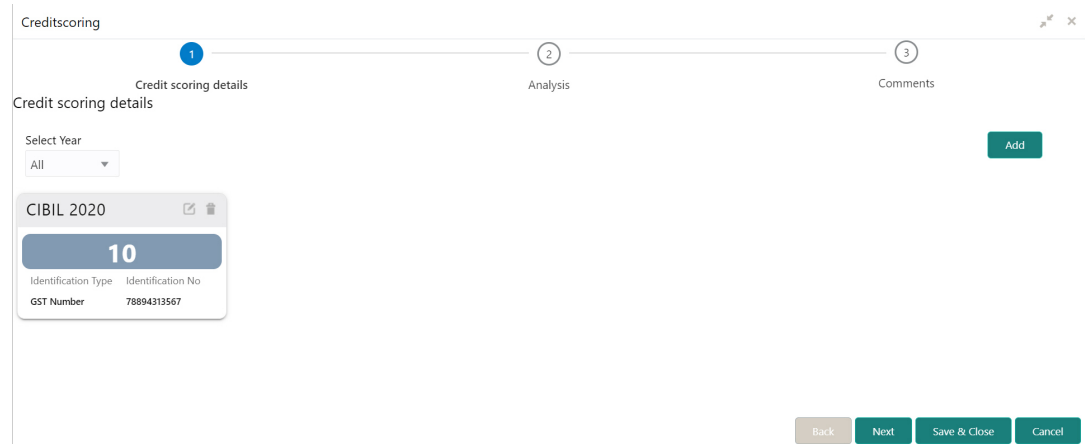 Creditscoring
1 2 3
Credit scoring details Analysis Comments
Credit scoring details
Select Year
Add
All
CIBIL 2020
10
Identification Type Identification No
GST Number 78894313567
Back Next Save & Close Cancel